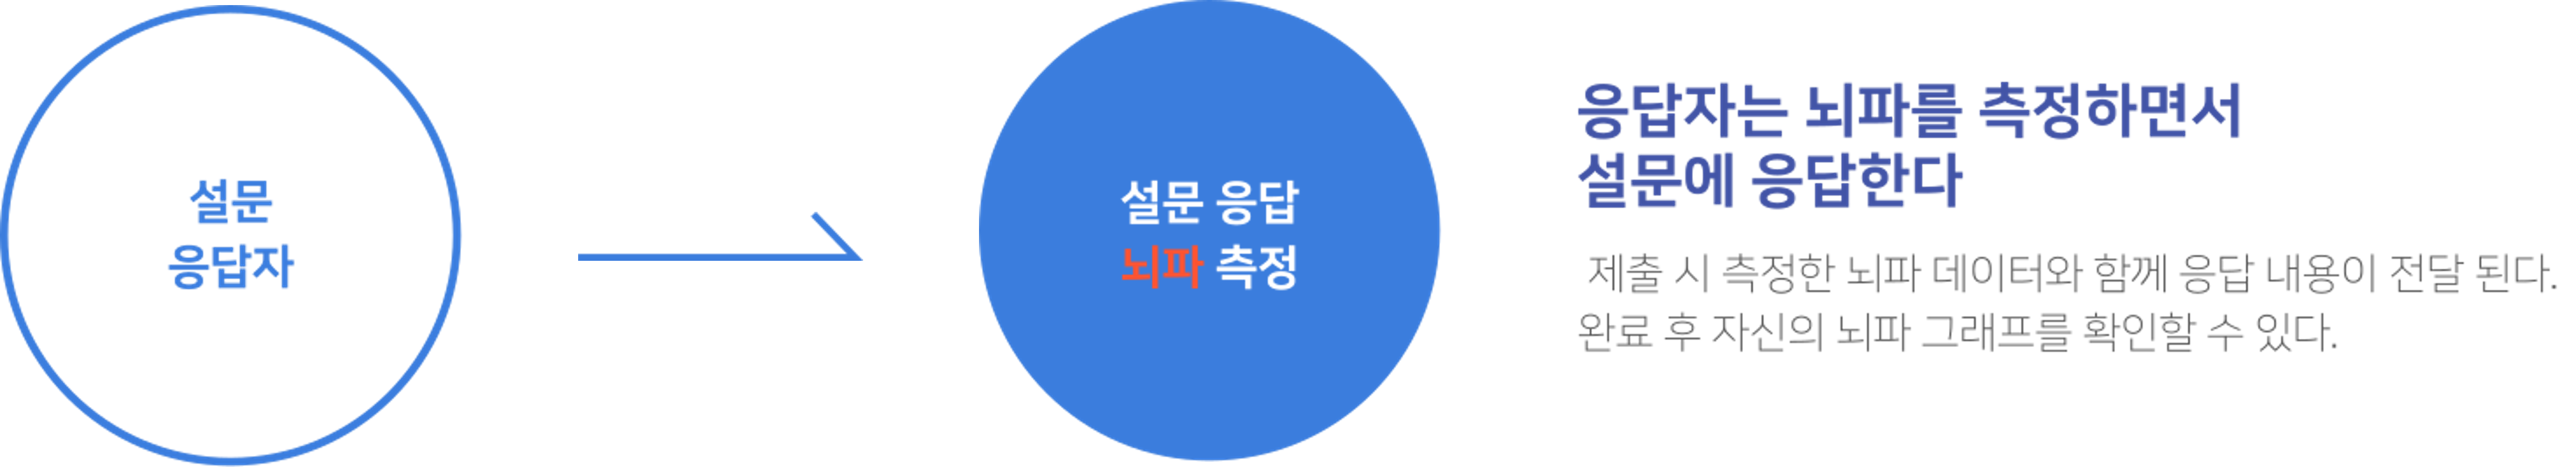 설문
응답자
설문 응답
뇌파 측정
응답자는 뇌파를 측정하면서
설문에 응답한다
제출 시 측정한 뇌파 데이터와 함께 응답 내용이 전달 된다.
완료 후 자신의 뇌파 그래프를 확인할 수 있다.